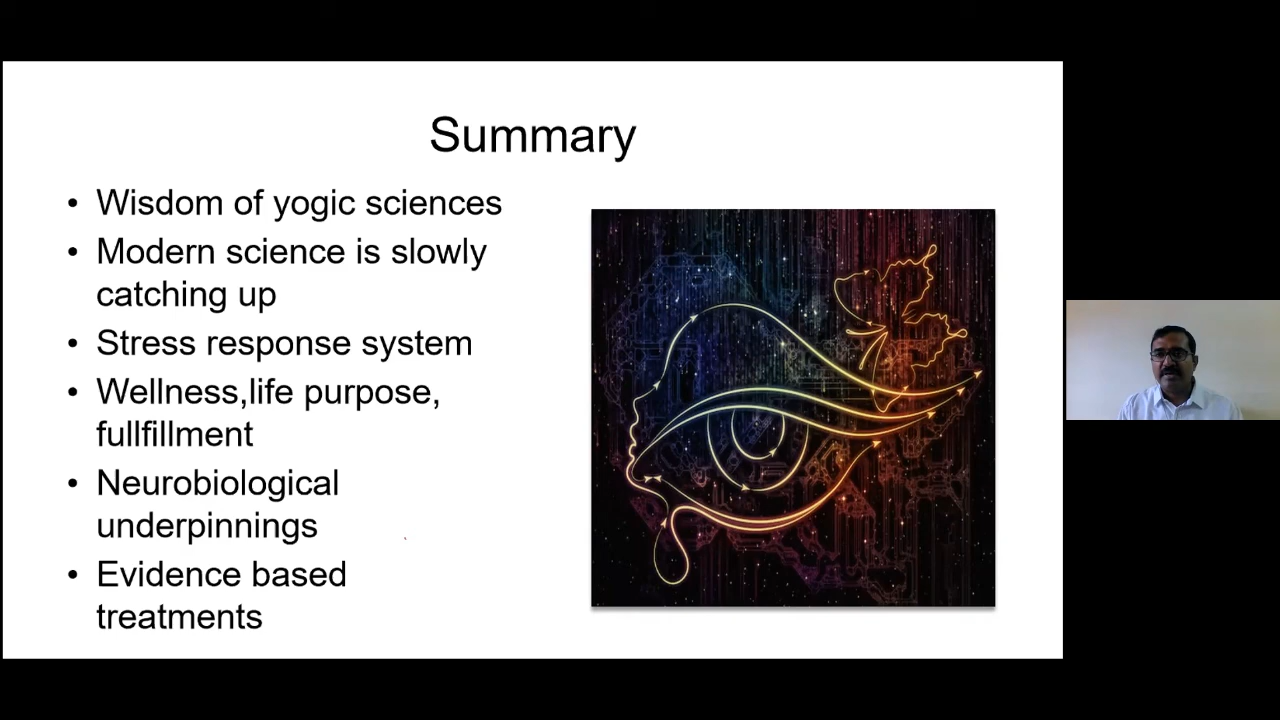 Summary
• Wisdom of yogic sciences
• Modern science is slowly
catching up
• Stress response system
• Wellness,life purpose,
fullfillment
• Neurobiological
underpinnings
• Evidence based
treatments